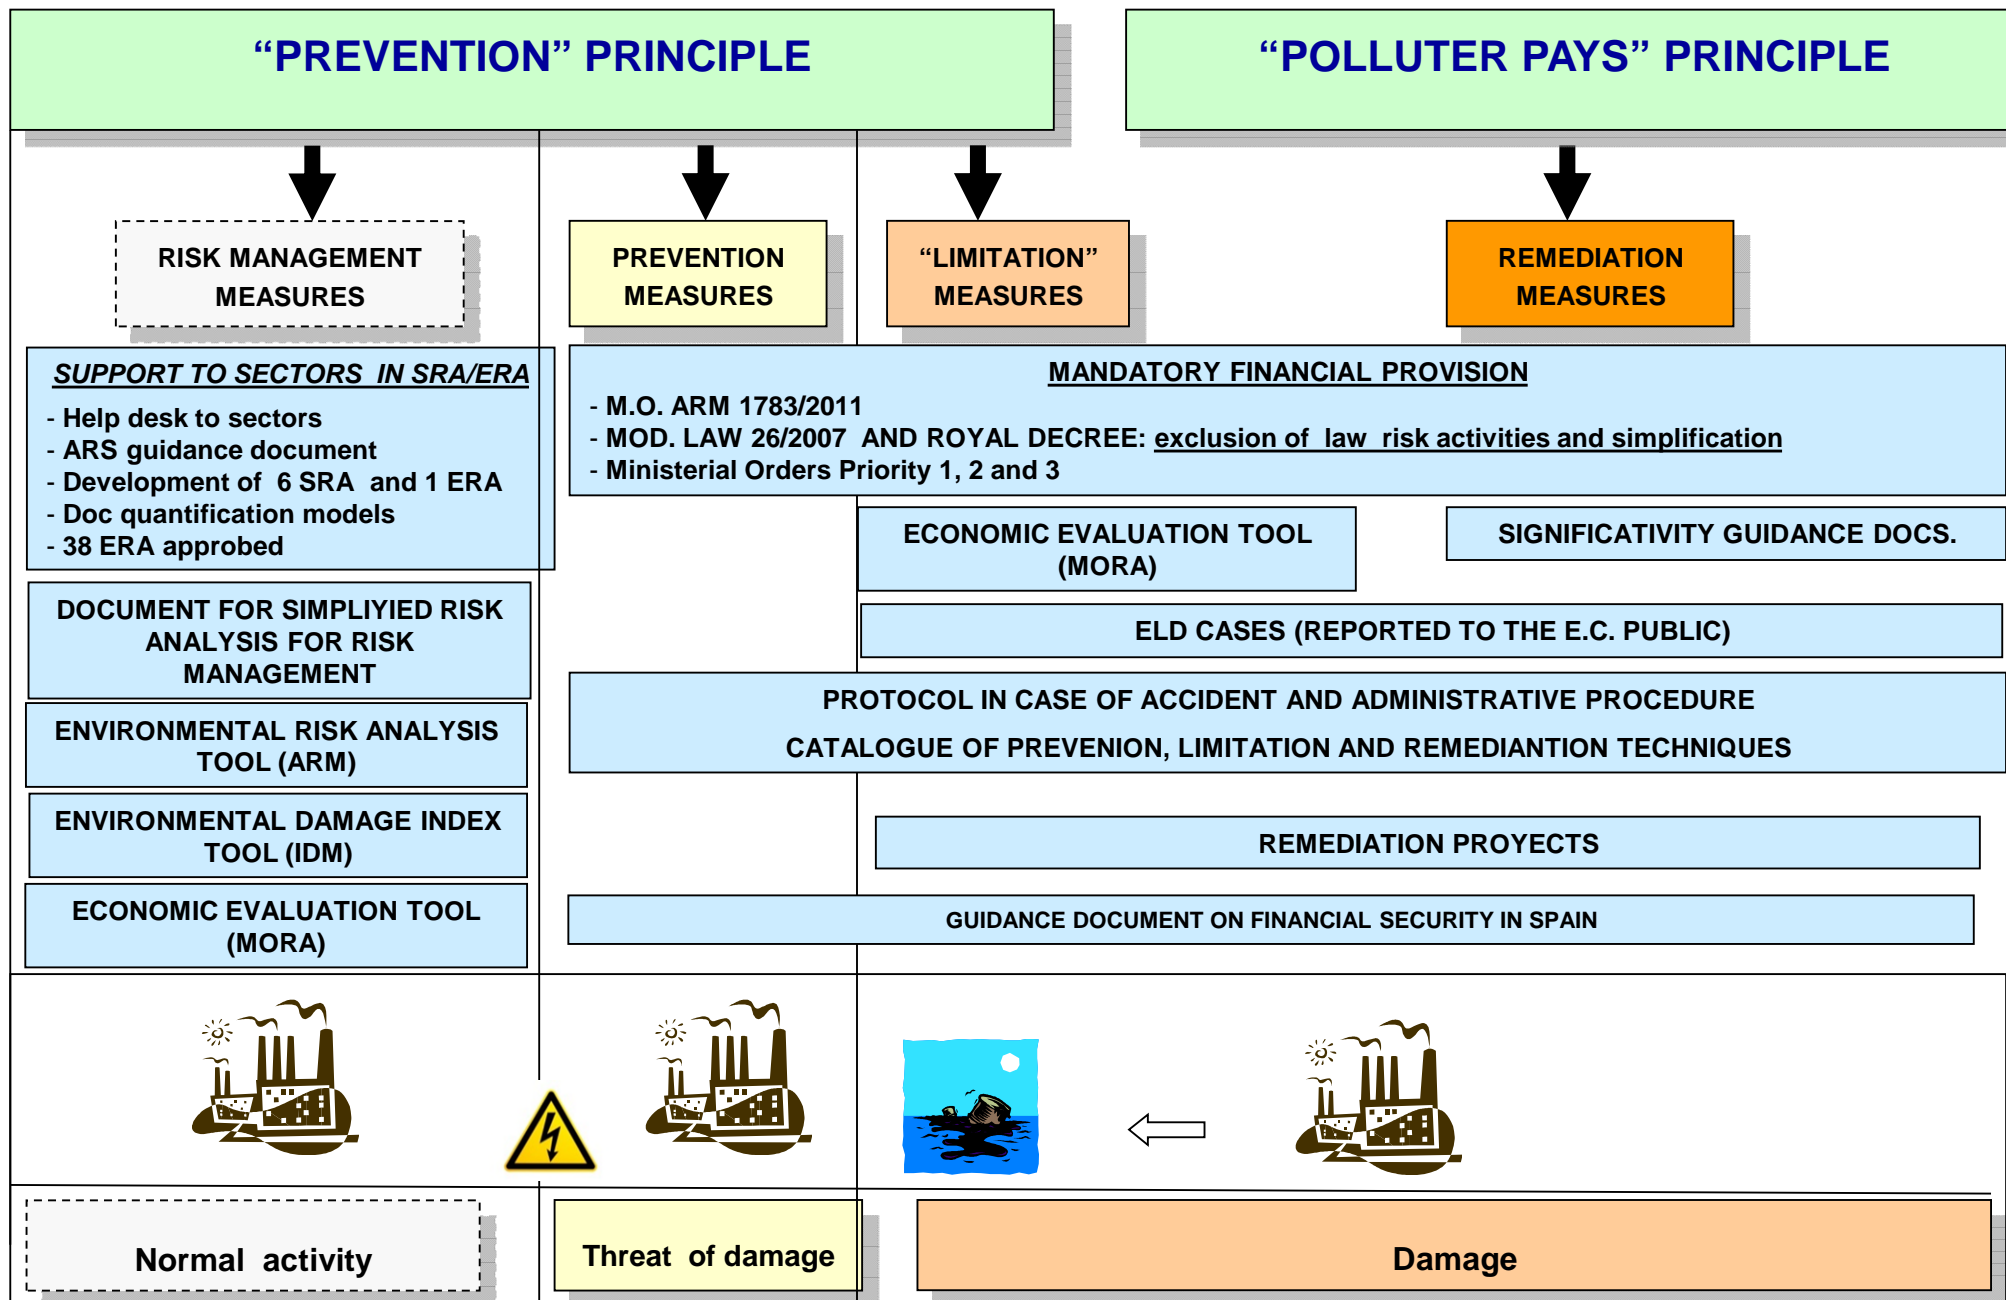 “PREVENTION” PRINCIPLE
“POLLUTER PAYS” PRINCIPLE
RISK MANAGEMENT
MEASURES
PREVENTION
MEASURES
“LIMITATION”
MEASURES
REMEDIATION
MEASURES
SUPPORT TO SECTORS IN SRA/ERA
- Help desk to sectors
- ARS guidance document
- Development of 6 SRA and 1 ERA
- Doc quantification models
- 38 ERA approbed
MANDATORY FINANCIAL PROVISION
- M.O. ARM 1783/2011
- MOD. LAW 26/2007 AND ROYAL DECREE: exclusion of law risk activities and simplification
- Ministerial Orders Priority 1, 2 and 3
ECONOMIC EVALUATION TOOL
(MORA)
SIGNIFICATIVITY GUIDANCE DOCS.
DOCUMENT FOR SIMPLIYIED RISK
ANALYSIS FOR RISK
MANAGEMENT
ELD CASES (REPORTED TO THE E.C. PUBLIC)
PROTOCOL IN CASE OF ACCIDENT AND ADMINISTRATIVE PROCEDURE
CATALOGUE OF PREVENION, LIMITATION AND REMEDIANTION TECHNIQUES
ENVIRONMENTAL RISK ANALYSIS
TOOL (ARM)
ENVIRONMENTAL DAMAGE INDEX
TOOL (IDM)
REMEDIATION PROYECTS
ECONOMIC EVALUATION TOOL
(MORA)
GUIDANCE DOCUMENT ON FINANCIAL SECURITY IN SPAIN
Normal activity
Threat of damage
Damage